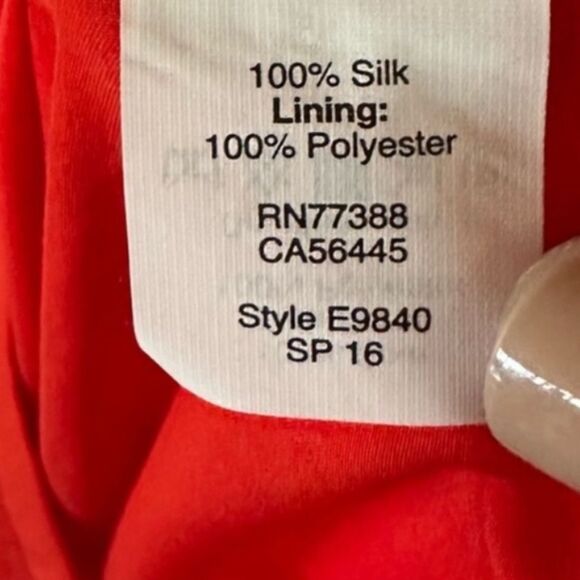 100% Silk
Lining:
100% Polyester
RN77388
CA56445
Style E9840
SP 16